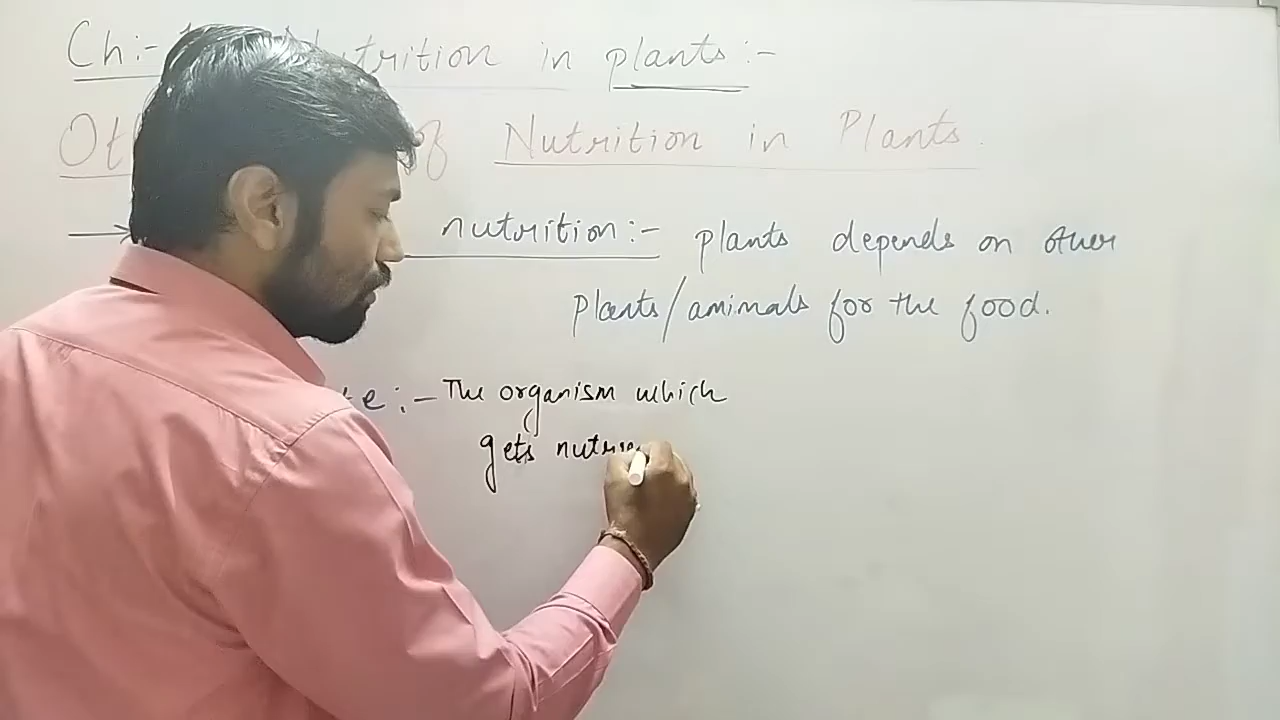 Ch:- Nutrition in plants:-
of Nutrition in Plants.
→ nutrition:- plants depends on other
Plants/animals for the food.
:- The organism which
gets